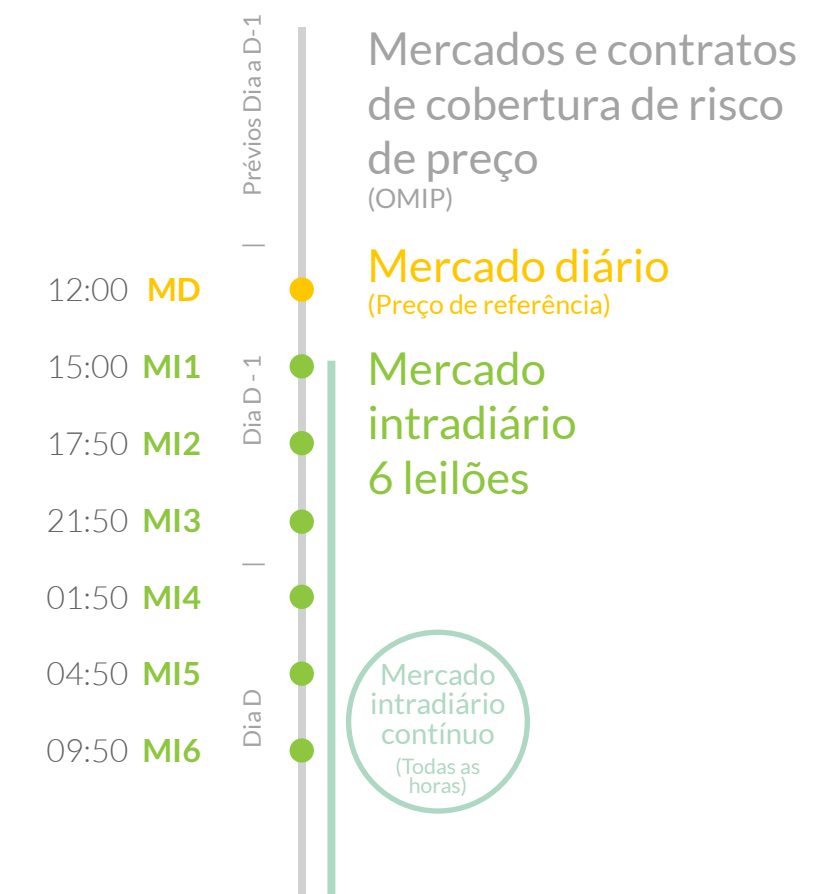 Prévios Dia a D-1
Mercados e contratos
de cobertura de risco
de preço
(OMIP)
12:00 MD
Mercado diário
(Preço de referência)
Dia D - 1
15:00 MI1
17:50 MI2
21:50 MI3
Mercado
intradiário
6 leilões
Dia D
01:50 MI4
04:50 MI5
09:50 MI6
Mercado
intradiário
contínuo
(Todas as
horas)